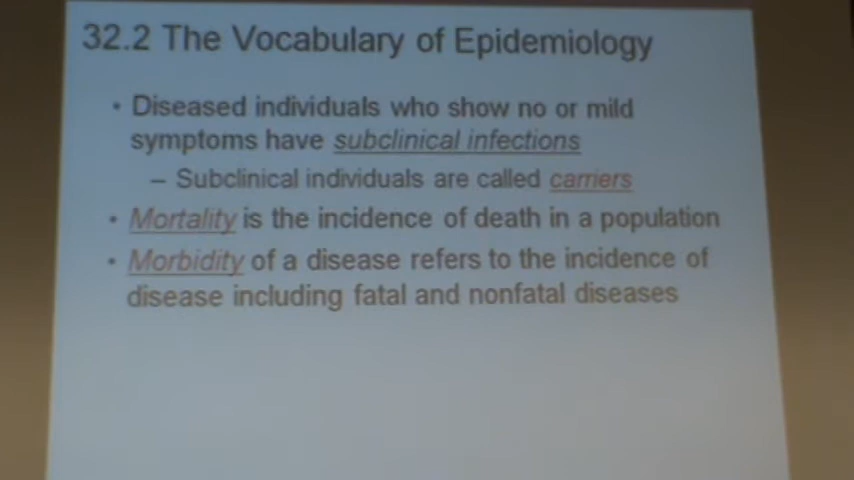 32.2 The Vocabulary of Epidemiology
• Diseased individuals who show no or mild
symptoms have subclinical infections
– Subclinical individuals are called carriers
• Mortality is the incidence of death in a population
• Morbidity of a disease refers to the incidence of
disease including fatal and nonfatal diseases